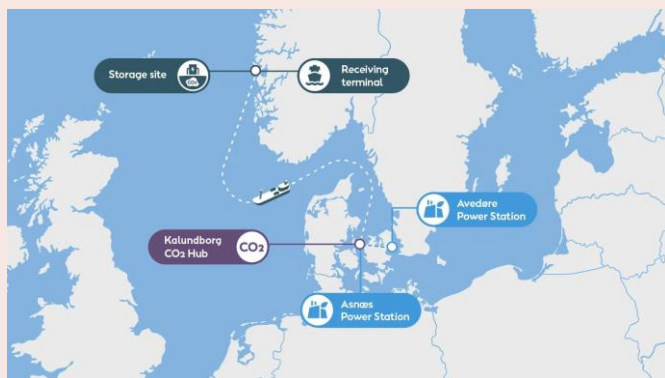 Storage site
Receiving
terminal
Avedøre
Power Station
Kalundborg
CO₂ Hub
CO₂
Asnæs
Power Station